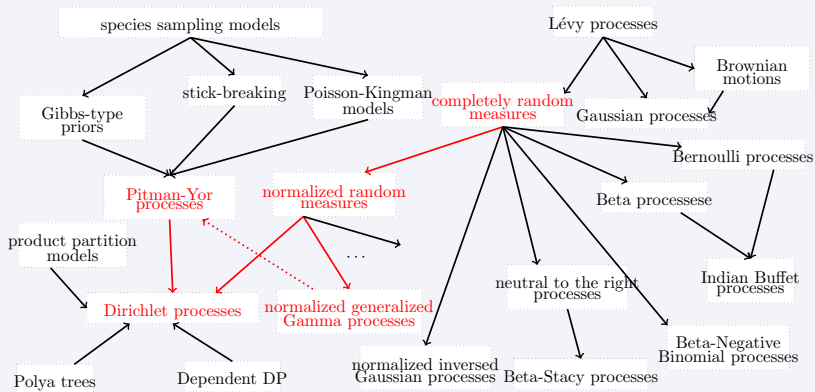 species sampling models
Lévy processes
Brownian
motions
stick-breaking
Poisson-Kingman
models
completely random
measures
Gaussian processes
Gibbs-type
priors
Bernoulli processes
Pitman-Yor
processes
normalized random
measures
Beta processese
product partition
models
...
Indian Buffet
processes
neutral to the right
processes
Dirichlet processes
normalized generalized
Gamma processes
Beta-Negative
Binomial processes
normalized inversed
Gaussian processes
Beta-Stacy processes
Polya trees
Dependent DP